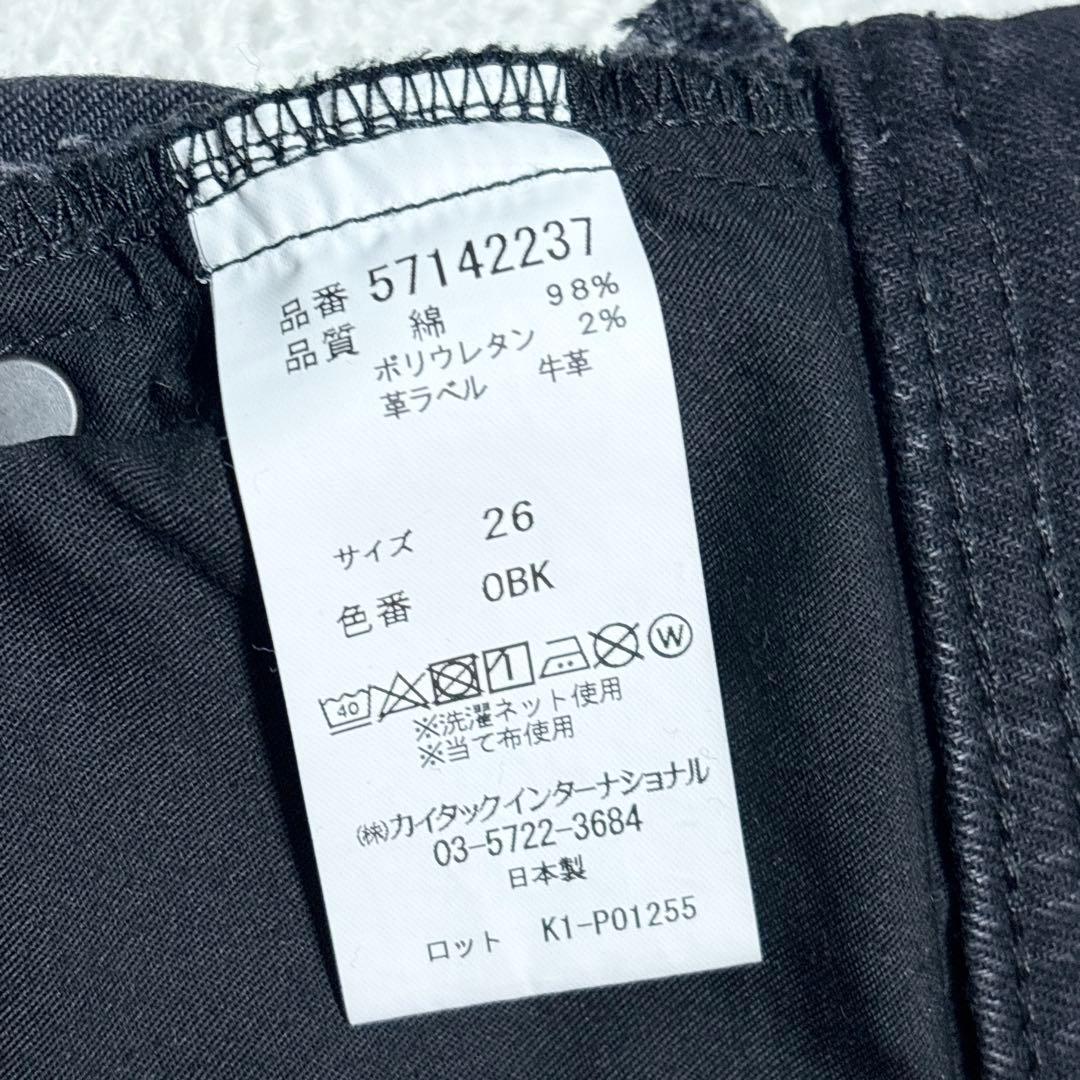 品番 57142237
品質 綿 98%
ポリウレタン 2%
革ラベル 牛革
サイズ 26
色番 0BK
40 1 W
※洗濯ネット使用
※当て布使用
㈱カイタックインターナショナル
03-5722-3684
日本製
ロット K1-P01255